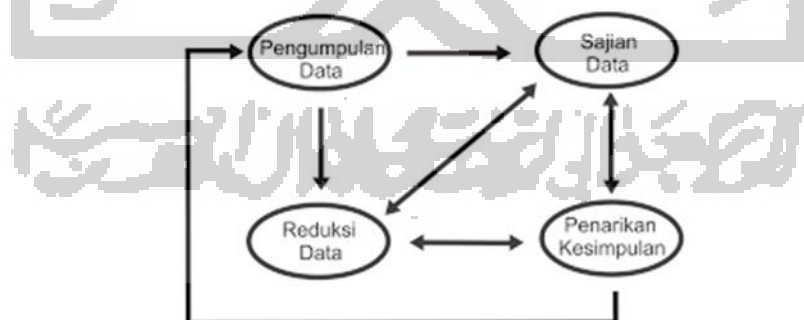 Pengumpulan
Data
Sajian
Data
Reduksi
Data
Penarikan
Kesimpulan